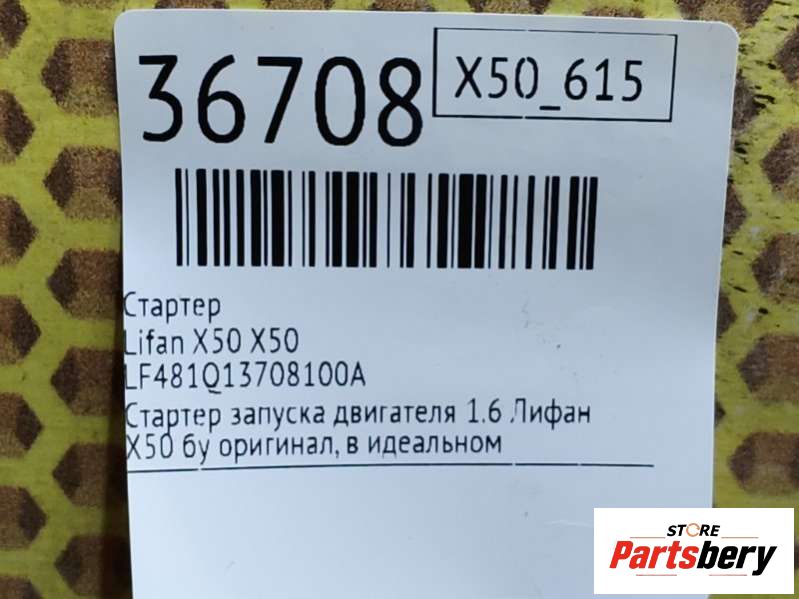 36708
X50_615
Стартер
Lifan X50 X50
LF481Q13708100A
Стартер запуска двигателя 1.6 Лифан
X50 бу оригинал, в идеальном
STORE
Partsbery